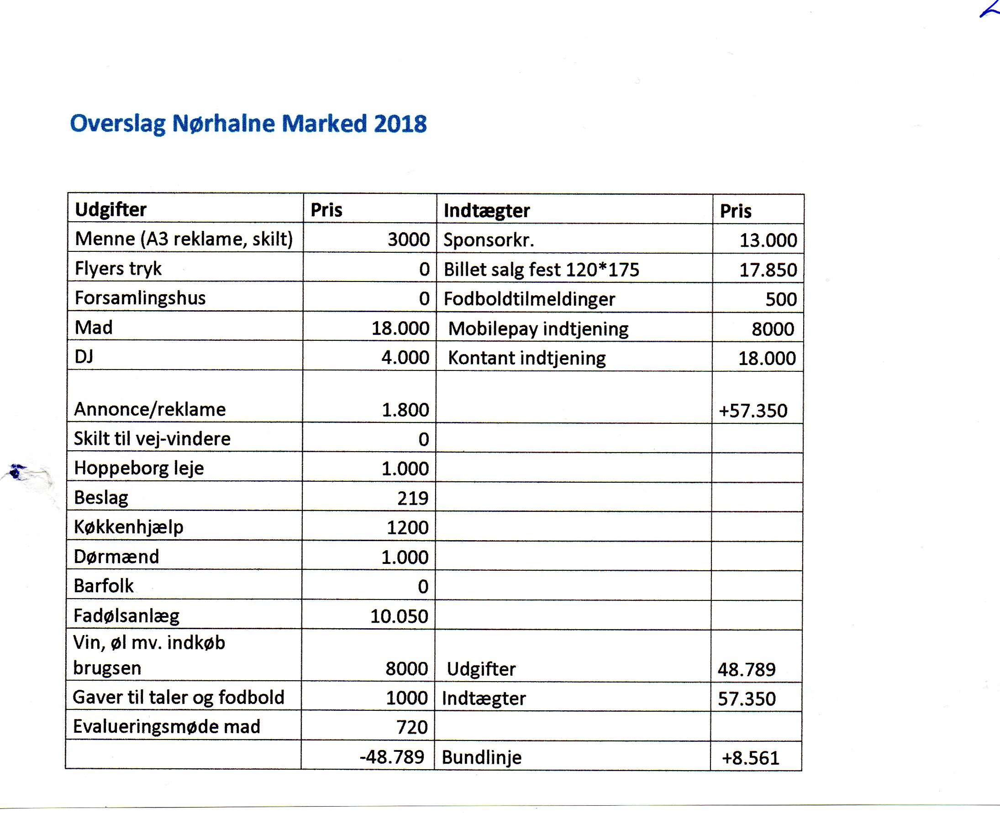 Overslag Nørhalne Marked 2018
Udgifter Pris Indtægter Pris
Menne (A3 reklame, skilt) 3000 Sponsorkr. 13.000
Flyers tryk 0 Billet salg fest 120*175 17.850
Forsamlingshus 0 Fodboldtilmeldinger 500
Mad 18.000 Mobilepay indtjening 8000
DJ 4.000 Kontant indtjening 18.000
Annonce/reklame 1.800 +57.350
Skilt til vej-vindere 0
Hoppeborg leje 1.000
Beslag 219
Køkkenhjælp 1200
Dørmænd 1.000
Barfolk 0
Fadølsanlæg 10.050
Vin, øl mv. indkøb
brugsen 8000 Udgifter 48.789
Gaver til taler og fodbold 1000 Indtægter 57.350
Evalueringsmøde mad 720
-48.789 Bundlinje +8.561